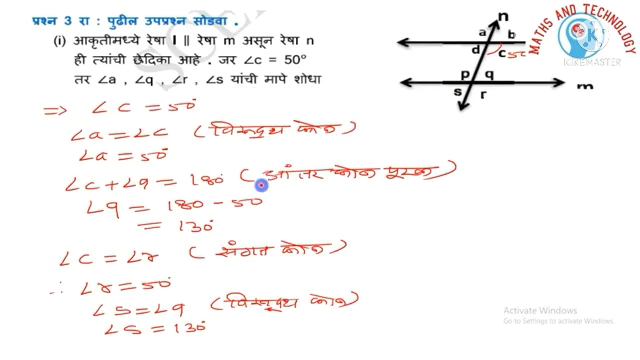 प्रश्न 3 रा : पुढील उपप्रश्न सोडवा .
(i) आकृतीमध्ये रेषा l || रेषा m असून रेषा n
ही त्यांची छेदिका आहे. जर ∠c = 50°
तर ∠a , ∠q , ∠r , ∠s यांची मापे शोधा
n
a b
d c 50
p q
s r m
MATHS AND TECHNOLOGY
KINEMASTER
⇒ ∠c = 50°
∠a = ∠c (विरुद्ध कोन)
∠a = 50°
∠c + ∠q = 180° (आंतर कोन पूरक)
∠q = 180 - 50
= 130°
∠c = ∠r (संगत कोन)
∴ ∠r = 50°
∠s = ∠q (विरुद्ध कोन)
∠s = 130°
Activate Windows
Go to Settings to activate Windows.